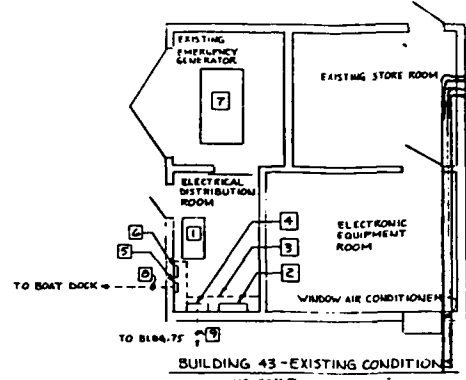 EXISTING
EMERGENCY
GENERATOR
7
EXISTING STORE ROOM
ELECTRICAL
DISTRIBUTION
ROOM
4
6
1
3
ELECTRONIC
EQUIPMENT
ROOM
5
2
8
TO BOAT DOCK
WINDOW AIR CONDITIONER
TO BLDG. 75
9
BUILDING 43 - EXISTING CONDITIONS